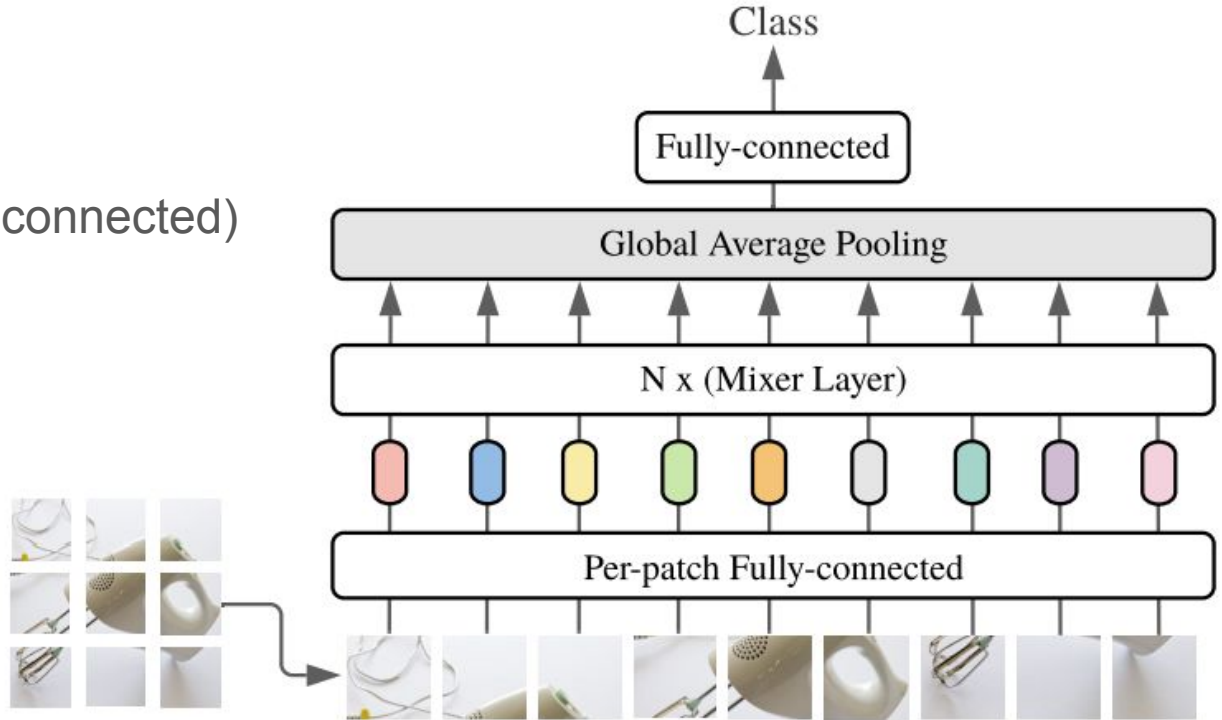 Class
Fully-connected
connected)
Global Average Pooling
N x (Mixer Layer)
Per-patch Fully-connected